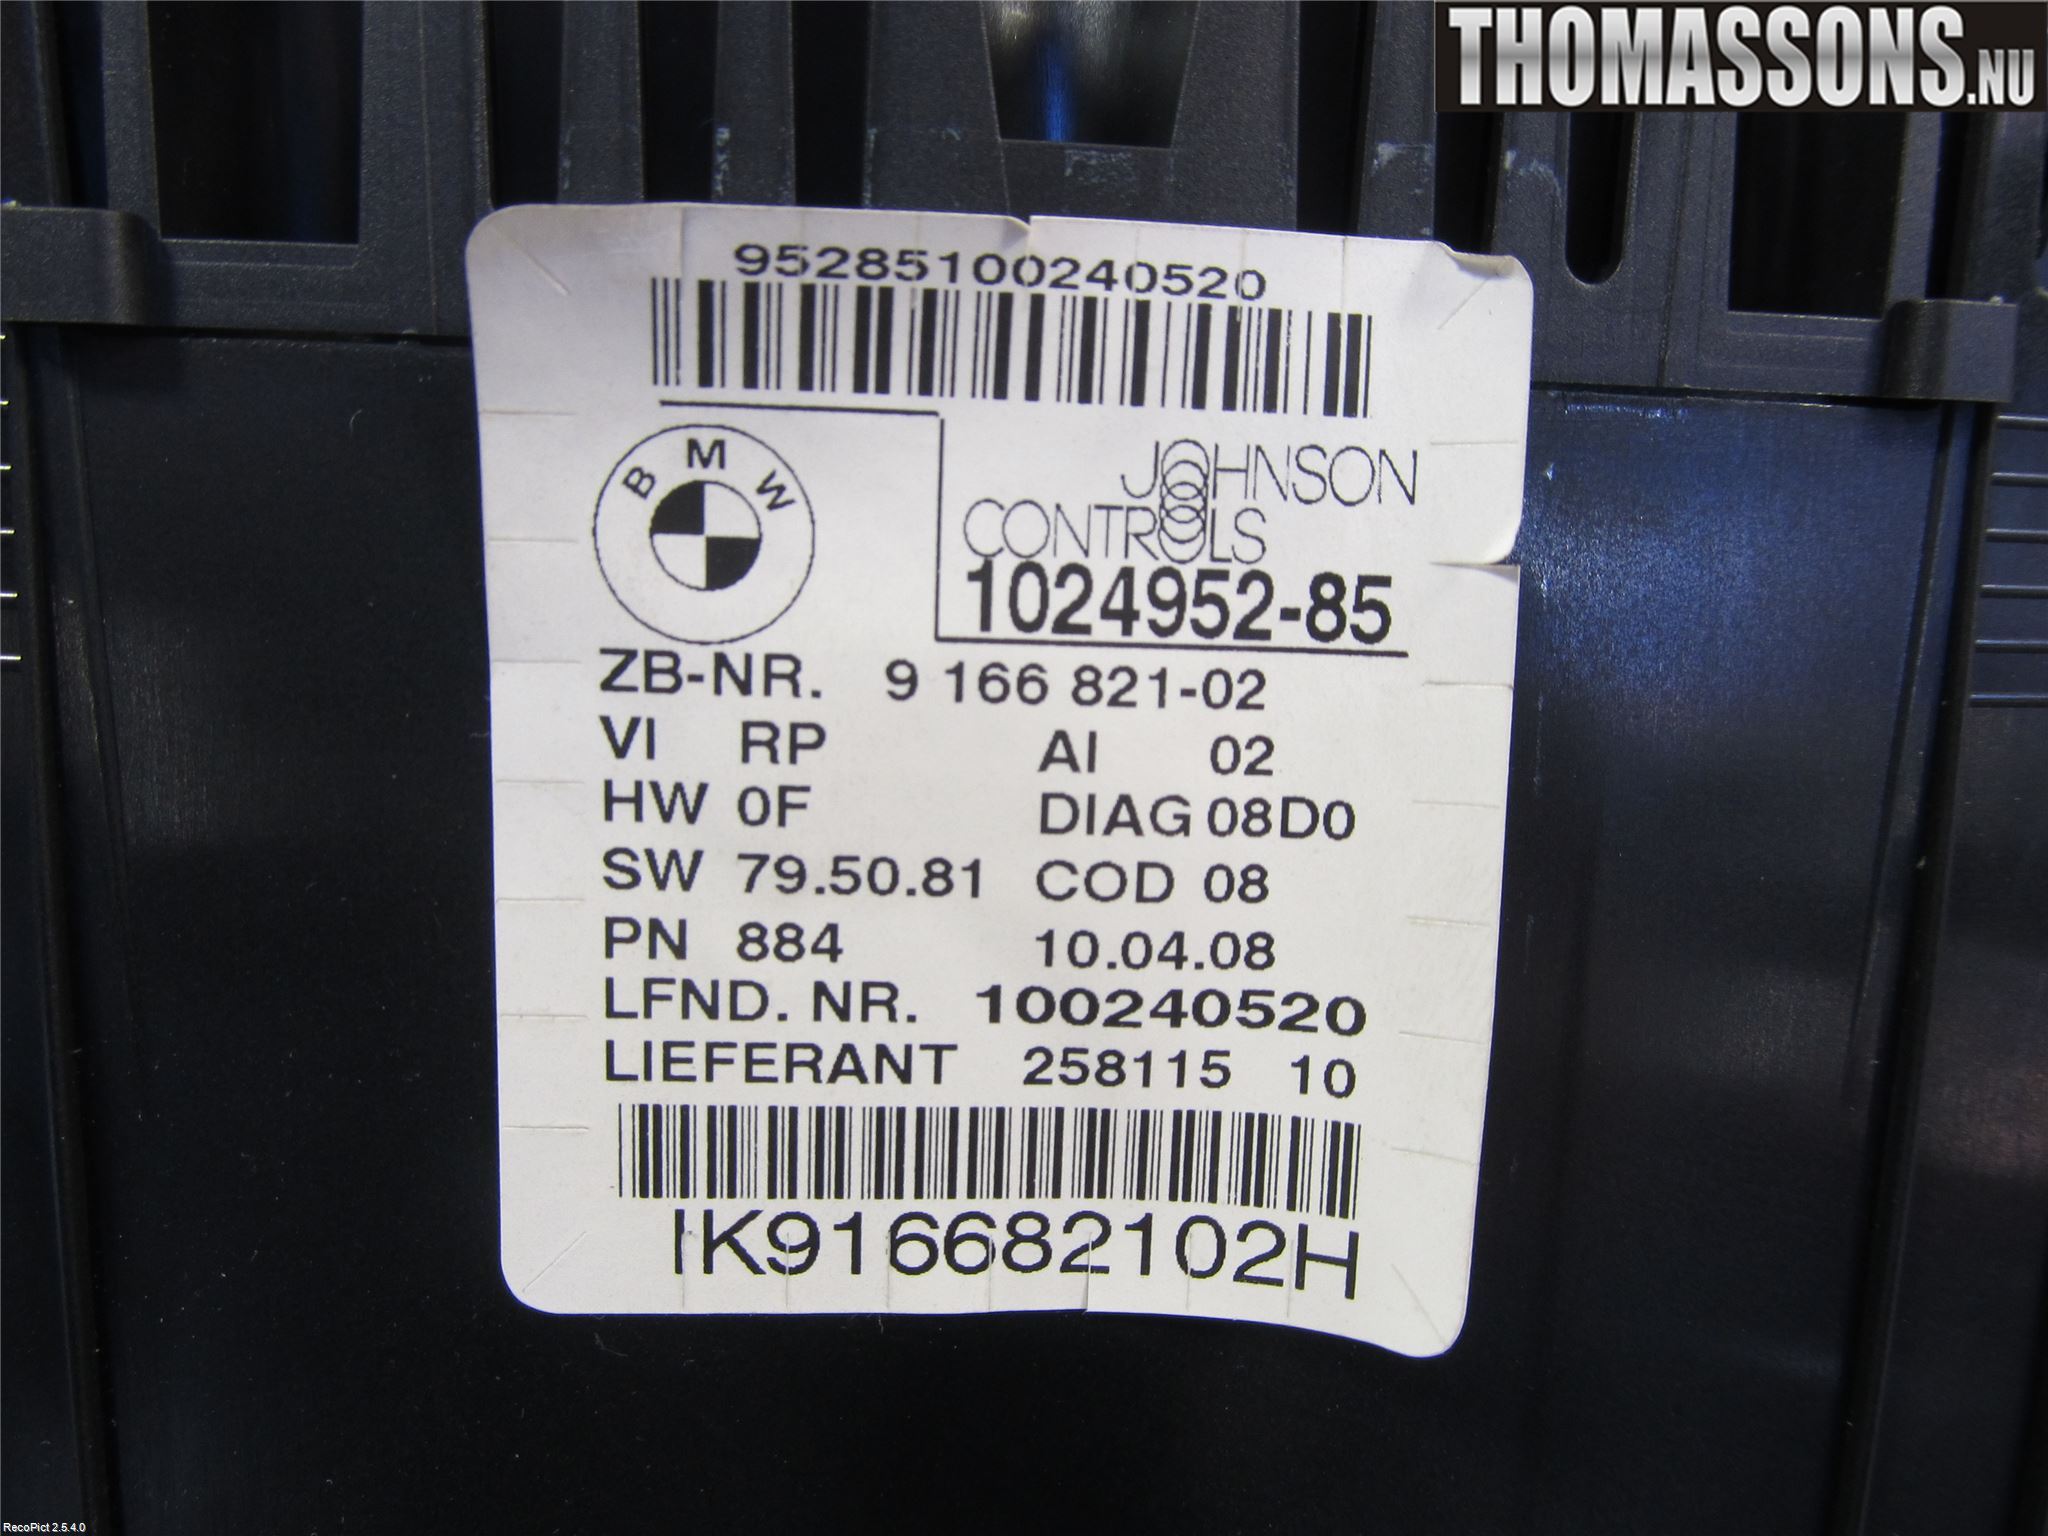 THOMASSONS.NU
95285100240520
BMW
JOHNSON
CONTROLS
1024952-85
ZB-NR. 9 166 821-02
VI RP AI 02
HW 0F DIAG 08D0
SW 79.50.81 COD 08
PN 884 10.04.08
LFND. NR. 100240520
LIEFERANT 258115 10
IK916682102H
RecoPict 2.5.4.0